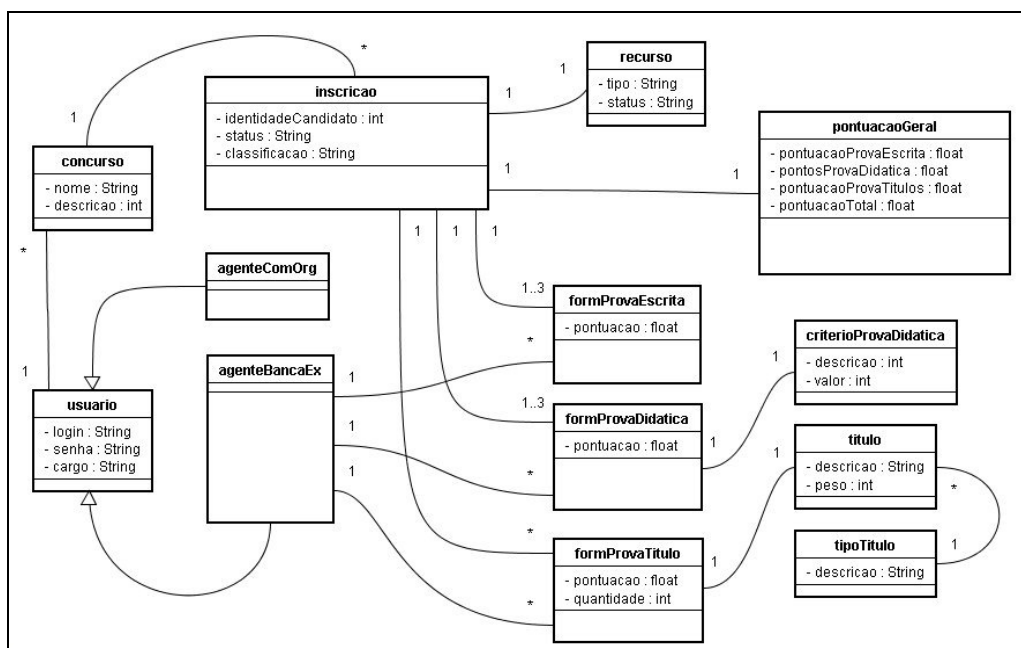 *
inscricao
- identidadeCandidato : int
- status : String
- classificacao : String
1
1
recurso
- tipo : String
- status : String
1
concurso
- nome : String
- descricao : int
*
1
1
pontuacaoGeral
- pontuacaoProvaEscrita : float
- pontosProvaDidatica : float
- pontuacaoProvaTitulos : float
- pontuacaoTotal : float
1
1
1
agenteComOrg
1..3
formProvaEscrita
- pontuacao : float
*
agenteBancaEx
1
1
1
1
usuario
- login : String
- senha : String
- cargo : String
1..3
formProvaDidatica
- pontuacao : float
*
1
1
criterioProvaDidatica
- descricao : int
- valor : int
*
formProvaTitulo
- pontuacao : float
- quantidade : int
*
1
1
titulo
- descricao : String
- peso : int
*
1
tipoTitulo
- descricao : String